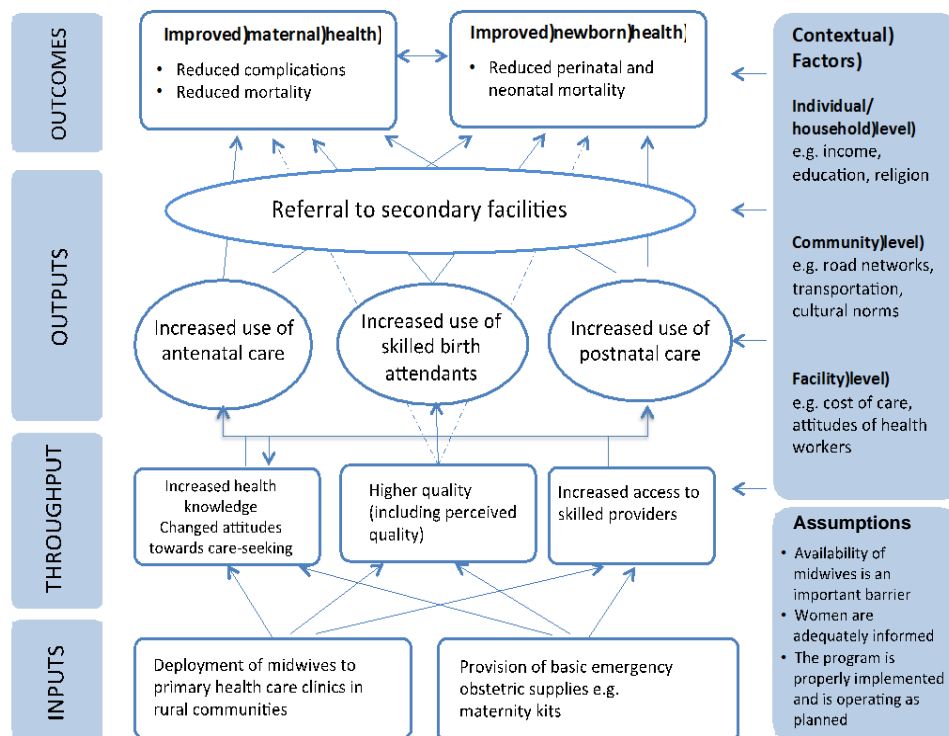 OUTCOMES
Improved)maternal)health)
• Reduced complications
• Reduced mortality
Improved)newborn)health)
• Reduced perinatal and
neonatal mortality
OUTPUTS
Referral to secondary facilities
Increased use of
antenatal care
Increased use of
skilled birth
attendants
Increased use of
postnatal care
THROUGHPUT
Increased health
knowledge
Changed attitudes
towards care-seeking
Higher quality
(including perceived
quality)
Increased access to
skilled providers
INPUTS
Deployment of midwives to
primary health care clinics in
rural communities
Provision of basic emergency
obstetric supplies e.g.
maternity kits
Contextual)
Factors)
Individual/
household)level)
e.g. income,
education, religion
Community)level)
e.g. road networks,
transportation,
cultural norms
Facility)level)
e.g. cost of care,
attitudes of health
workers
Assumptions
• Availability of
midwives is an
important barrier
• Women are
adequately informed
• The program is
properly implemented
and is operating as
planned